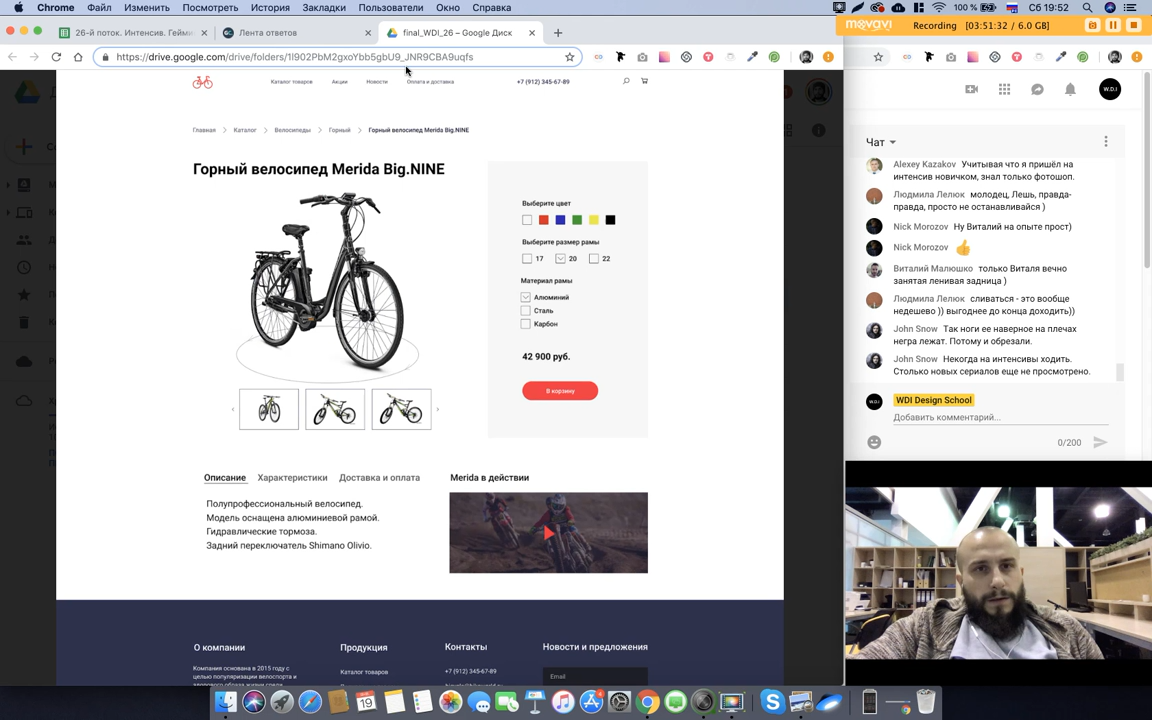 Chrome Файл Изменить Посмотреть История Закладки Пользователи Окно Справка
100 % Сб 19:52
movavi Recording [03:51:32 / 6.0 GB]
26-й поток. Интенсив. Гейми
Лента ответов
final_WDI_26 – Google Диск
https://drive.google.com/drive/folders/1l902PbM2gxoYbb5gbU9_JNR9CBA9uqfs
Каталог товаров Акции Новости Оплата и доставка +7 (912) 345-67-89
Главная Каталог Велосипеды Горный Горный велосипед Merida Big.NINE
Горный велосипед Merida Big.NINE
Выберите цвет
Выберите размер рамы
17 20 22
Материал рамы
Алюминий
Сталь
Карбон
42 900 руб.
В корзину
Описание Характеристики Доставка и оплата
Полупрофессиональный велосипед.
Модель оснащена алюминиевой рамой.
Гидравлические тормоза.
Задний переключатель Shimano Olivio.
Merida в действии
О компании
Компания основана в 2015 году с
целью популяризации велоспорта и
Продукция
Каталог товаров
Контакты
+7 (912) 345-67-89
Новости и предложения
Email
W.D.I
Чат
Alexey Kazakov Учитывая что я пришёл на
интенсив новичком, знал только фотошоп.
Людмила Лелюк молодец, Лешь, правда-
правда, просто не останавливайся )
Nick Morozov Ну Виталий на опыте прост)
Nick Morozov 👍
Виталий Малюшко только Виталя вечно
занятая ленивая задница )
Людмила Лелюк сливаться - это вообще
недешево )) выгоднее до конца доходить))
John Snow Так ноги ее наверное на плечах
негра лежат. Потому и обрезали.
John Snow Некогда на интенсивы ходить.
Столько новых сериалов еще не просмотрено.
W.D.I
WDI Design School
Добавить комментарий...
0/200
19